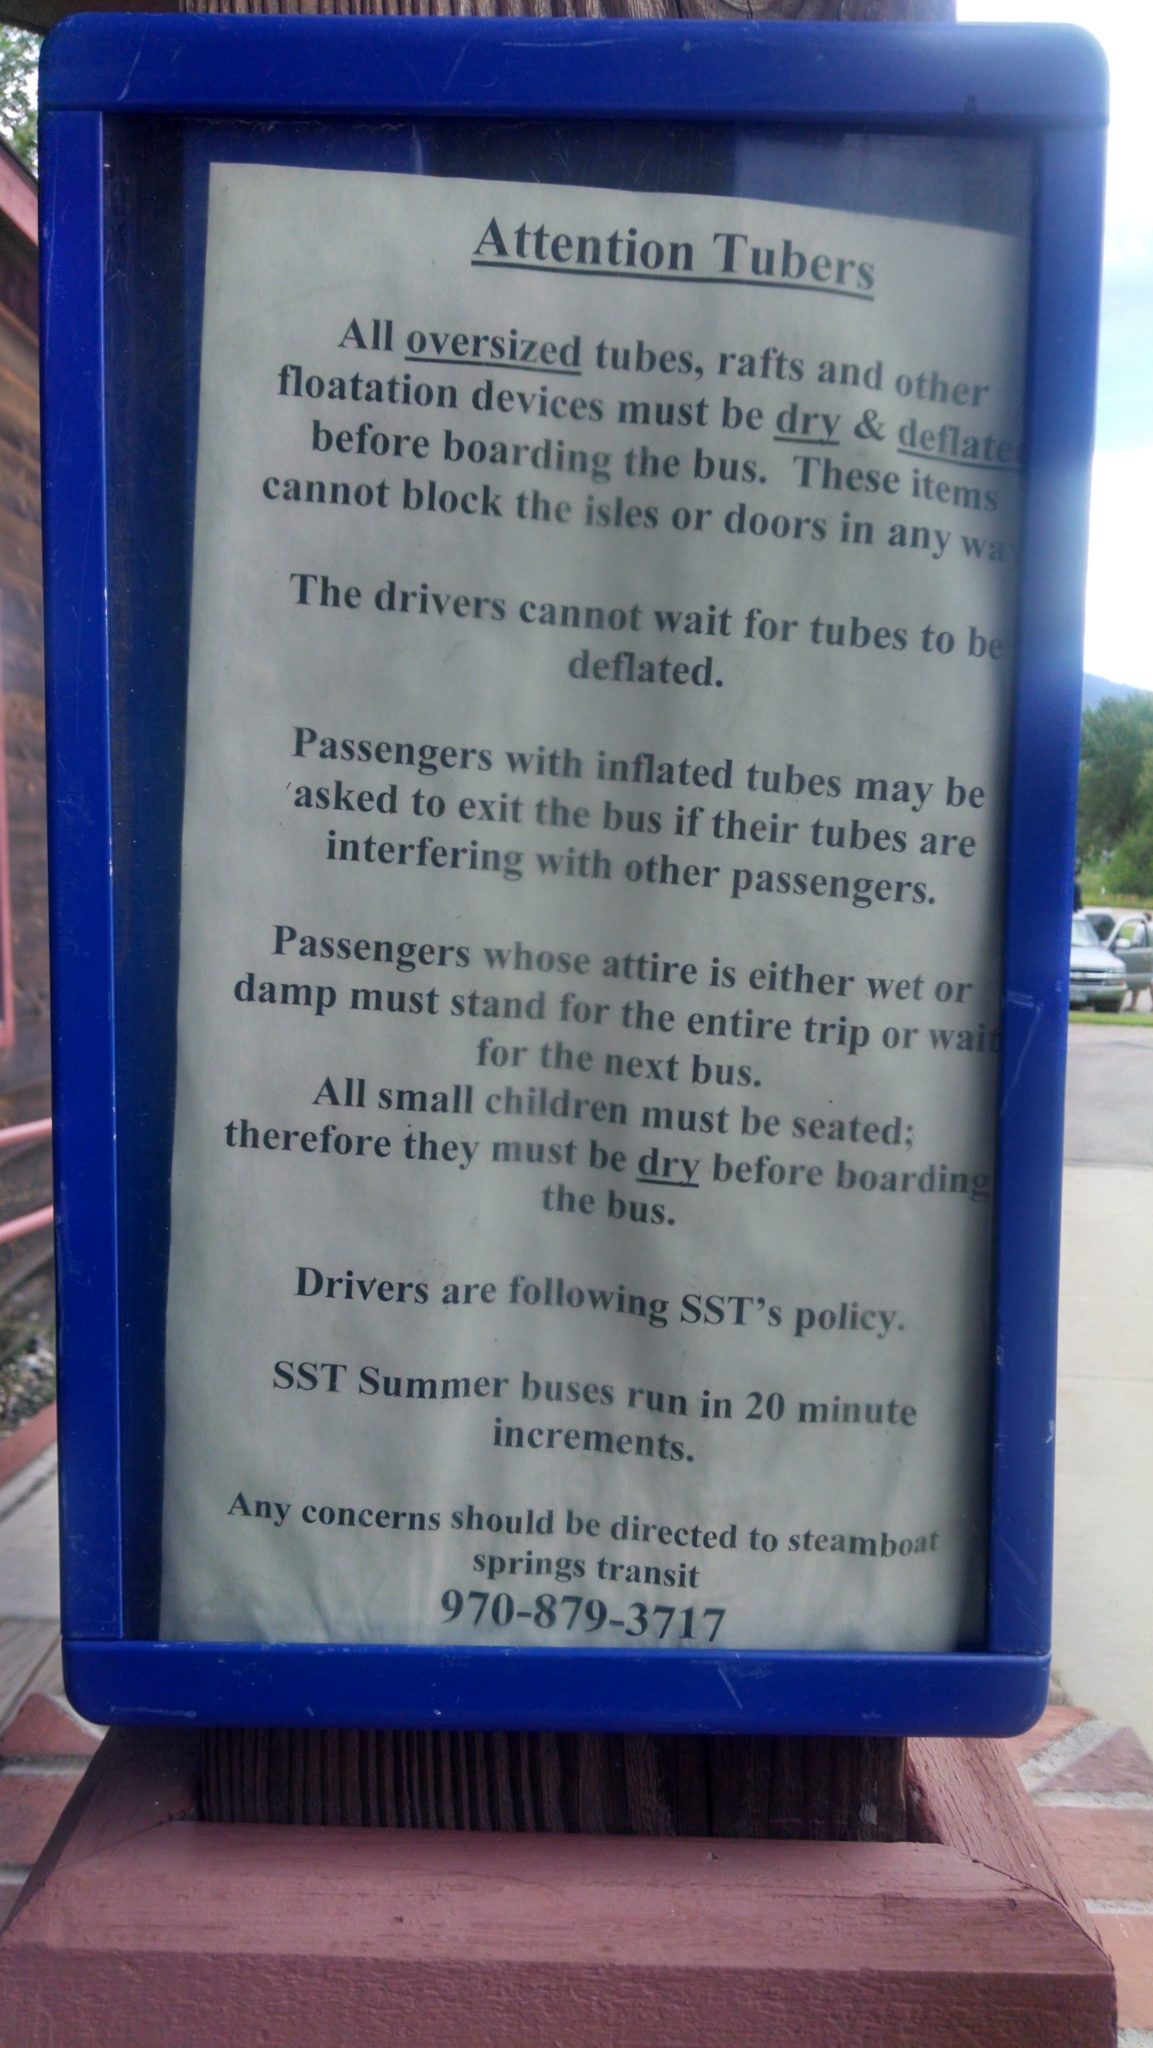 Attention Tubers
All oversized tubes, rafts and other
floatation devices must be dry & deflated
before boarding the bus. These items
cannot block the isles or doors in any way
The drivers cannot wait for tubes to be
deflated.
Passengers with inflated tubes may be
asked to exit the bus if their tubes are
interfering with other passengers.
Passengers whose attire is either wet or
damp must stand for the entire trip or wait
for the next bus.
All small children must be seated;
therefore they must be dry before boarding
the bus.
Drivers are following SST's policy.
SST Summer buses run in 20 minute
increments.
Any concerns should be directed to steamboat
springs transit
970-879-3717